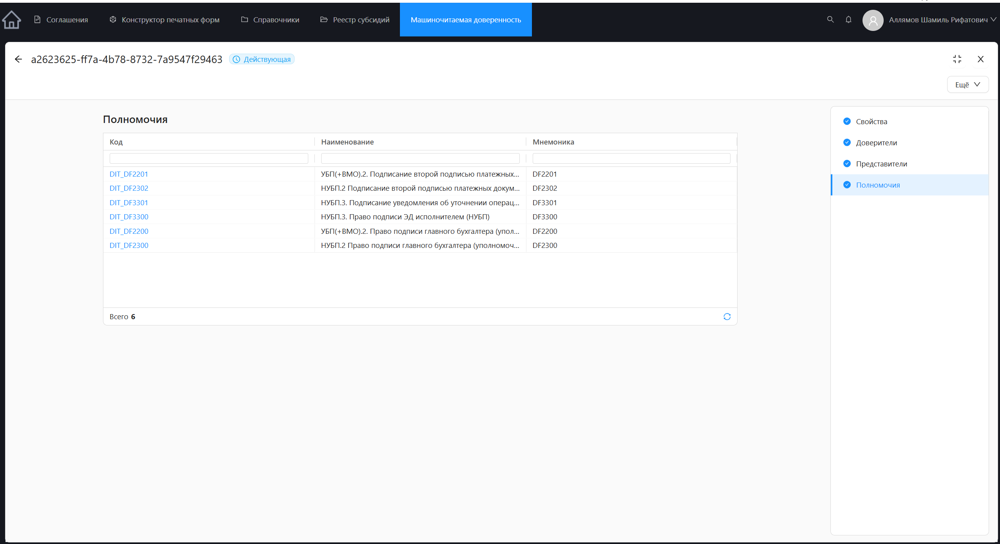 Соглашения
Конструктор печатных форм
Справочники
Реестр субсидий
Машиночитаемая доверенность
Аллямов Шамиль Рифатович
a2623625-ff7a-4b78-8732-7a9547f29463
Действующая
Ещё
Полномочия
Код Наименование Мнемоника
DIT_DF2201 УБП(+ВМО).2. Подписание второй подписью платежных... DF2201
DIT_DF2302 НУБП.2 Подписание второй подписью платежных докум... DF2302
DIT_DF3301 НУБП.3. Подписание уведомления об уточнении операц... DF3301
DIT_DF3300 НУБП.3. Право подписи ЭД исполнителем (НУБП) DF3300
DIT_DF2200 УБП(+ВМО).2. Право подписи главного бухгалтера (упол... DF2200
DIT_DF2300 НУБП.2 Право подписи главного бухгалтера (уполномоч... DF2300
Всего 6
Свойства
Доверители
Представители
Полномочия